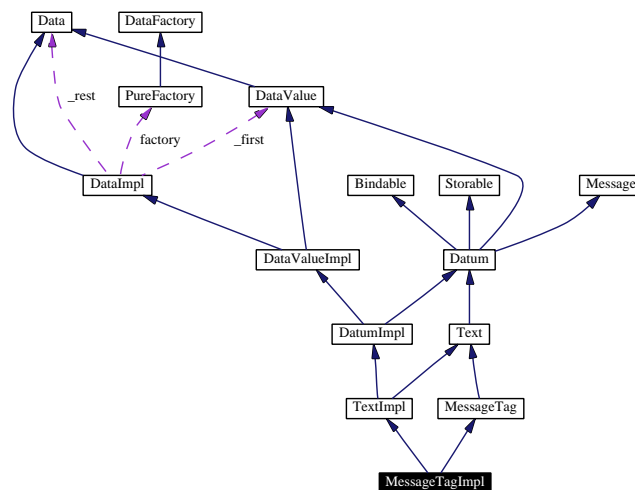 Data
DataFactory
_rest
PureFactory
DataValue
factory
_first
DataImpl
Bindable
Storable
Message
DataValueImpl
Datum
DatumImpl
Text
TextImpl
MessageTag
MessageTagImpl